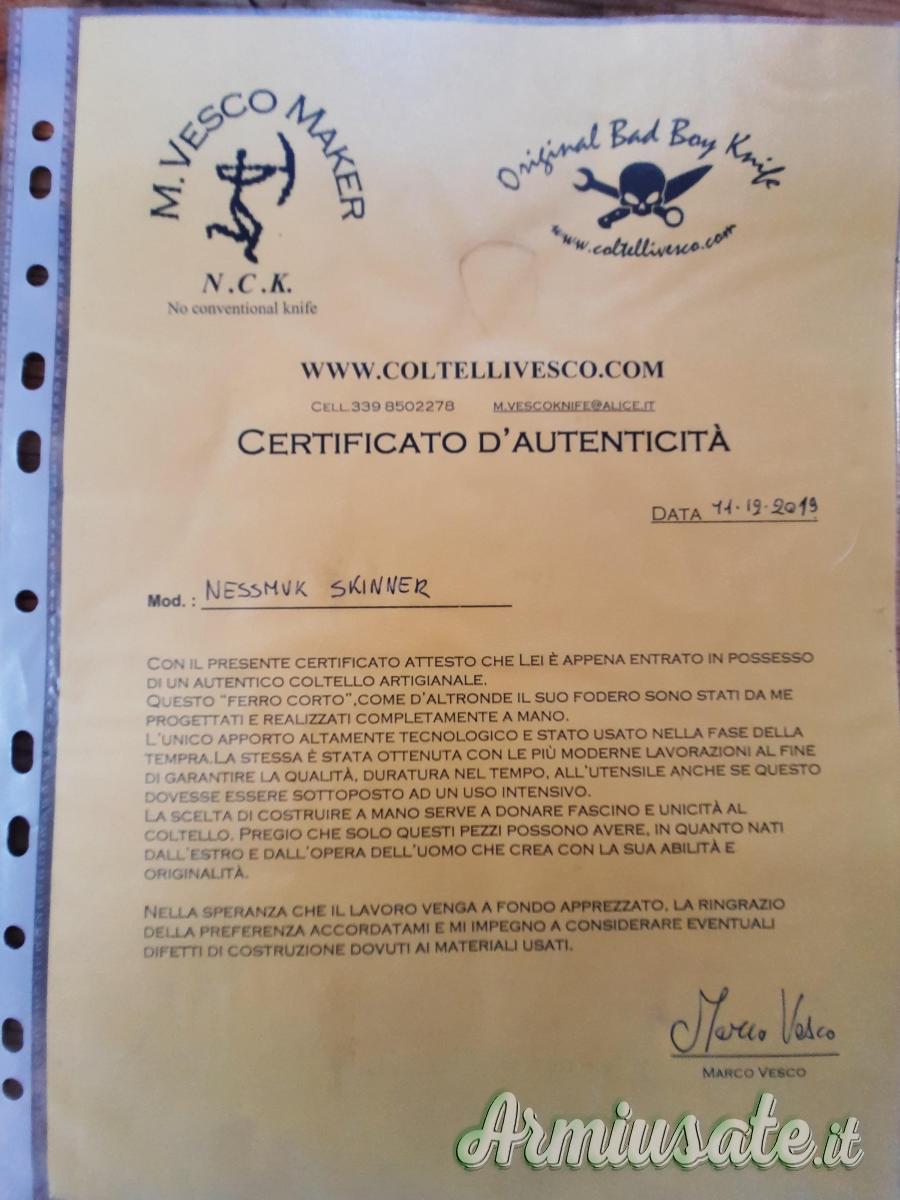 M. VESCO MAKER
N.C.K.
No conventional knife
Original Bad Boy Knife
www.coltellivesco.com
WWW.COLTELLIVESCO.COM
CELL.339 8502278 M.VESCOKNIFE@ALICE.IT
CERTIFICATO D'AUTENTICITÀ
DATA 11-12-2019
Mod. : NESSMUK SKINNER
CON IL PRESENTE CERTIFICATO ATTESTO CHE LEI È APPENA ENTRATO IN POSSESSO
DI UN AUTENTICO COLTELLO ARTIGIANALE.
QUESTO "FERRO CORTO",COME D'ALTRONDE IL SUO FODERO SONO STATI DA ME
PROGETTATI E REALIZZATI COMPLETAMENTE A MANO.
L'UNICO APPORTO ALTAMENTE TECNOLOGICO E STATO USATO NELLA FASE DELLA
TEMPRA.LA STESSA È STATA OTTENUTA CON LE PIÙ MODERNE LAVORAZIONI AL FINE
DI GARANTIRE LA QUALITÀ, DURATURA NEL TEMPO, ALL'UTENSILE ANCHE SE QUESTO
DOVESSE ESSERE SOTTOPOSTO AD UN USO INTENSIVO.
LA SCELTA DI COSTRUIRE A MANO SERVE A DONARE FASCINO E UNICITÀ AL
COLTELLO. PREGIO CHE SOLO QUESTI PEZZI POSSONO AVERE, IN QUANTO NATI
DALL'ESTRO E DALL'OPERA DELL'UOMO CHE CREA CON LA SUA ABILITÀ E
ORIGINALITÀ.
NELLA SPERANZA CHE IL LAVORO VENGA A FONDO APPREZZATO, LA RINGRAZIO
DELLA PREFERENZA ACCORDATAMI E MI IMPEGNO A CONSIDERARE EVENTUALI
DIFETTI DI COSTRUZIONE DOVUTI AI MATERIALI USATI.
Marco Vesco
MARCO VESCO
Armiusate.it